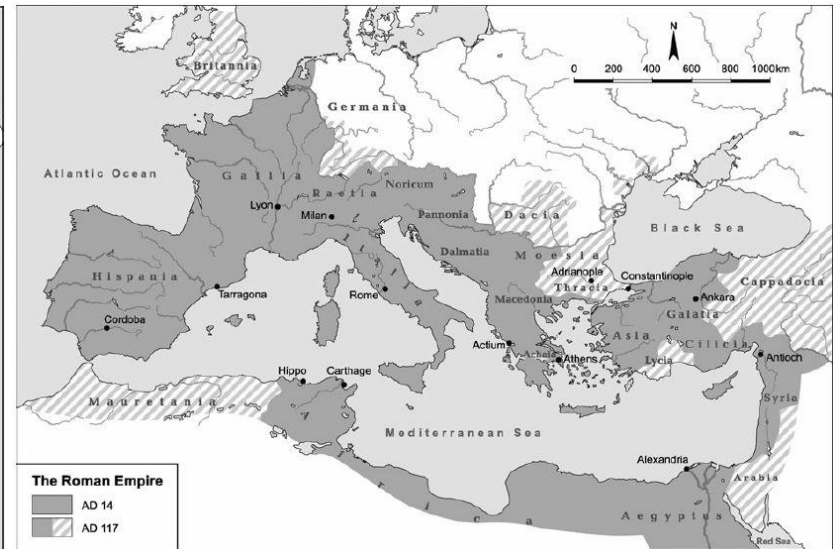 N
0 200 400 600 800 1000km
Britannia
Germania
Atlantic Ocean
Gallia
Raetia
Noricum
Lyon
Milan
Pannonia
Dacia
Black Sea
Dalmatia
Moesia
Hispania
Italia
Adrianople
Constantinople
Cappadocia
Tarragona
Rome
Thracia
Macedonia
Ankara
Galatia
Cordoba
Asia
Cilicia
Actium
Achaia
Athens
Lycia
Antioch
Hippo
Carthage
Mauretania
Syria
Mediterranean Sea
Africa
Alexandria
Arabia
Aegyptus
Red Sea
The Roman Empire
AD 14
AD 117